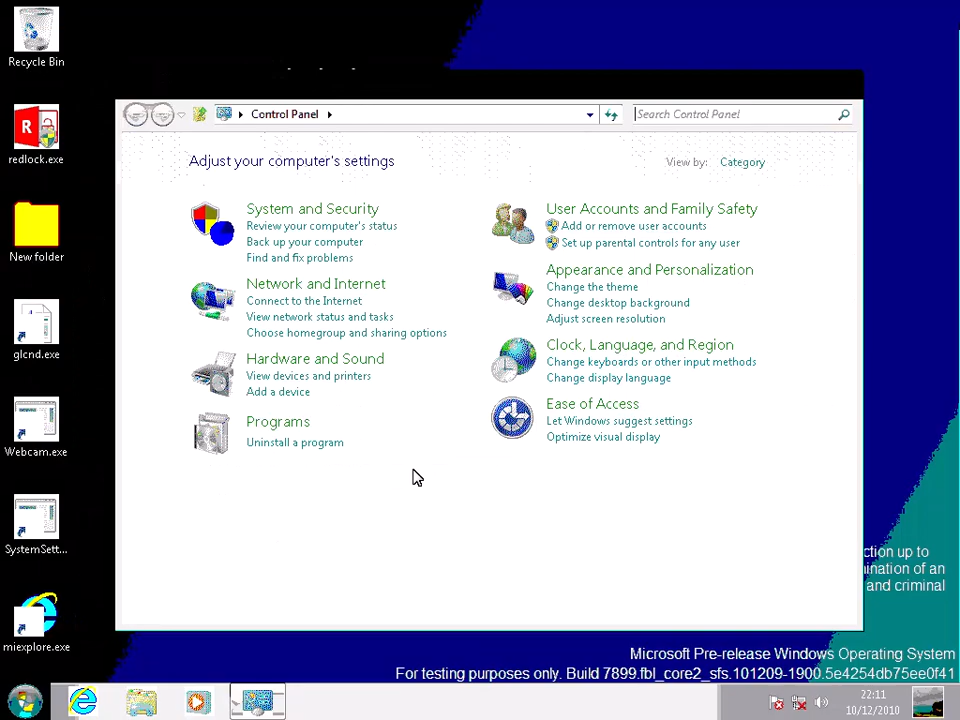 Recycle Bin
redlock.exe
New folder
glcnd.exe
Webcam.exe
SystemSett...
miexplore.exe
Control Panel
Search Control Panel
Adjust your computer's settings
View by: Category
System and Security
Review your computer's status
Back up your computer
Find and fix problems
Network and Internet
Connect to the Internet
View network status and tasks
Choose homegroup and sharing options
Hardware and Sound
View devices and printers
Add a device
Programs
Uninstall a program
User Accounts and Family Safety
Add or remove user accounts
Set up parental controls for any user
Appearance and Personalization
Change the theme
Change desktop background
Adjust screen resolution
Clock, Language, and Region
Change keyboards or other input methods
Change display language
Ease of Access
Let Windows suggest settings
Optimize visual display
ction up to
ination of an
and criminal
Microsoft Pre-release Windows Operating System
For testing purposes only. Build 7899.fbl_core2_sfs.101209-1900.5e4254db75ee0f41
22:11
10/12/2010